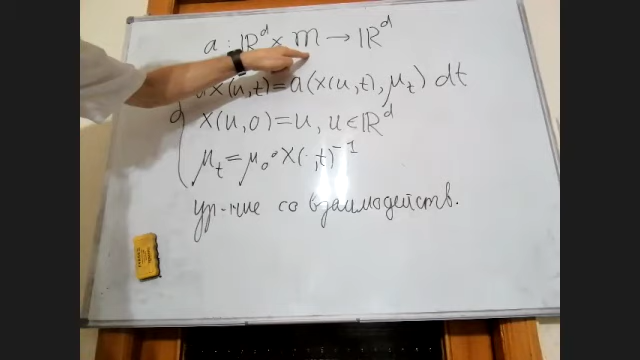 a : ℝ^d × m → ℝ^d
dx(u,t) = a(x(u,t), μ_t) dt
x(u,0) = u, u ∈ ℝ^d
μ_t = μ_0 ∘ x(·,t)^{-1}
ур-ние со взаимодейств.